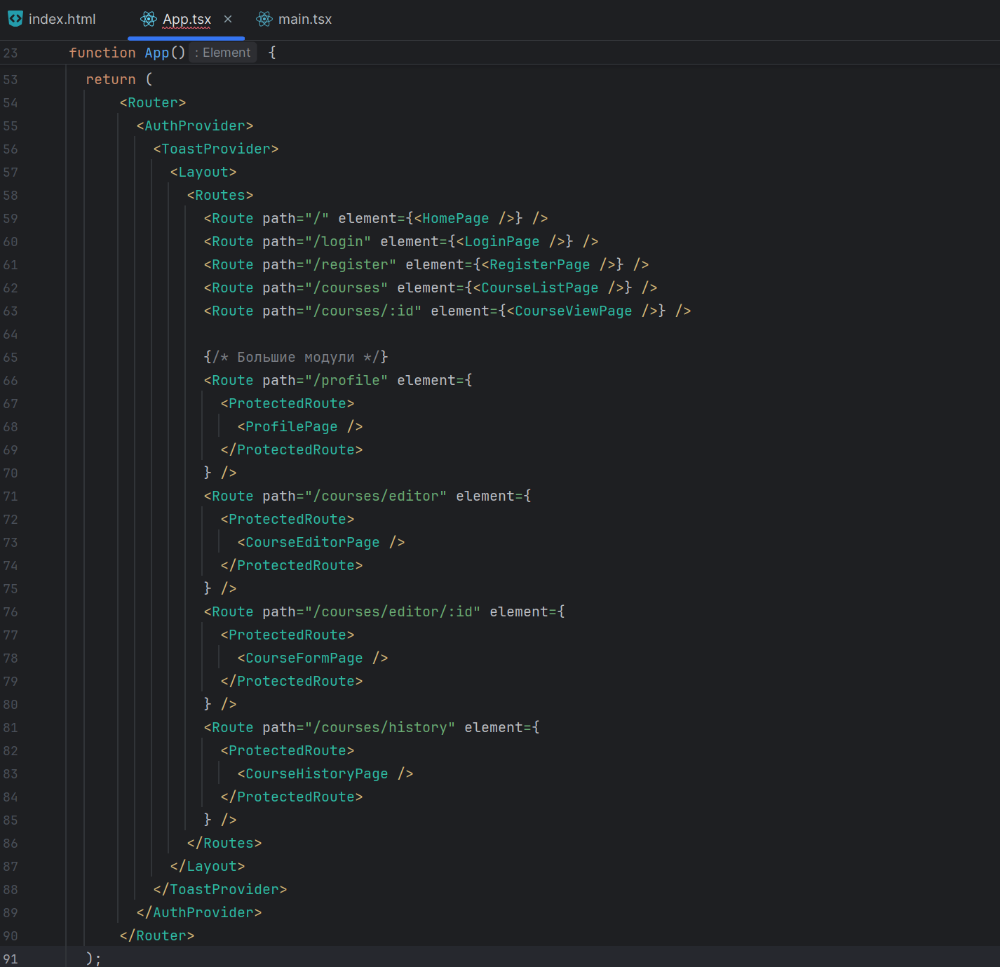 index.html App.tsx × main.tsx
23 function App() : Element {
53 return (
54 <Router>
55 <AuthProvider>
56 <ToastProvider>
57 <Layout>
58 <Routes>
59 <Route path="/" element={<HomePage />} />
60 <Route path="/login" element={<LoginPage />} />
61 <Route path="/register" element={<RegisterPage />} />
62 <Route path="/courses" element={<CourseListPage />} />
63 <Route path="/courses/:id" element={<CourseViewPage />} />
64
65 {/* Большие модули */}
66 <Route path="/profile" element={
67 <ProtectedRoute>
68 <ProfilePage />
69 </ProtectedRoute>
70 } />
71 <Route path="/courses/editor" element={
72 <ProtectedRoute>
73 <CourseEditorPage />
74 </ProtectedRoute>
75 } />
76 <Route path="/courses/editor/:id" element={
77 <ProtectedRoute>
78 <CourseFormPage />
79 </ProtectedRoute>
80 } />
81 <Route path="/courses/history" element={
82 <ProtectedRoute>
83 <CourseHistoryPage />
84 </ProtectedRoute>
85 } />
86 </Routes>
87 </Layout>
88 </ToastProvider>
89 </AuthProvider>
90 </Router>
91 );